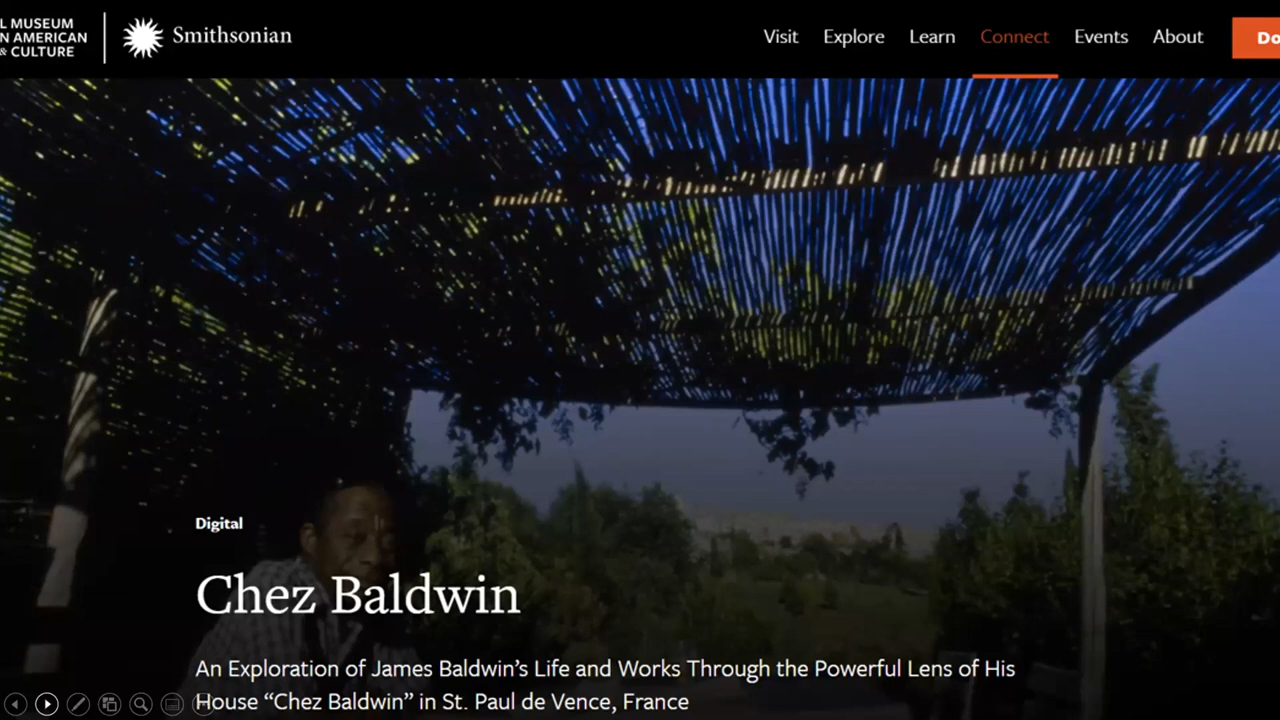 L MUSEUM
N AMERICAN
& CULTURE
Smithsonian
Visit Explore Learn Connect Events About Do
Digital
Chez Baldwin
An Exploration of James Baldwin’s Life and Works Through the Powerful Lens of His
House “Chez Baldwin” in St. Paul de Vence, France